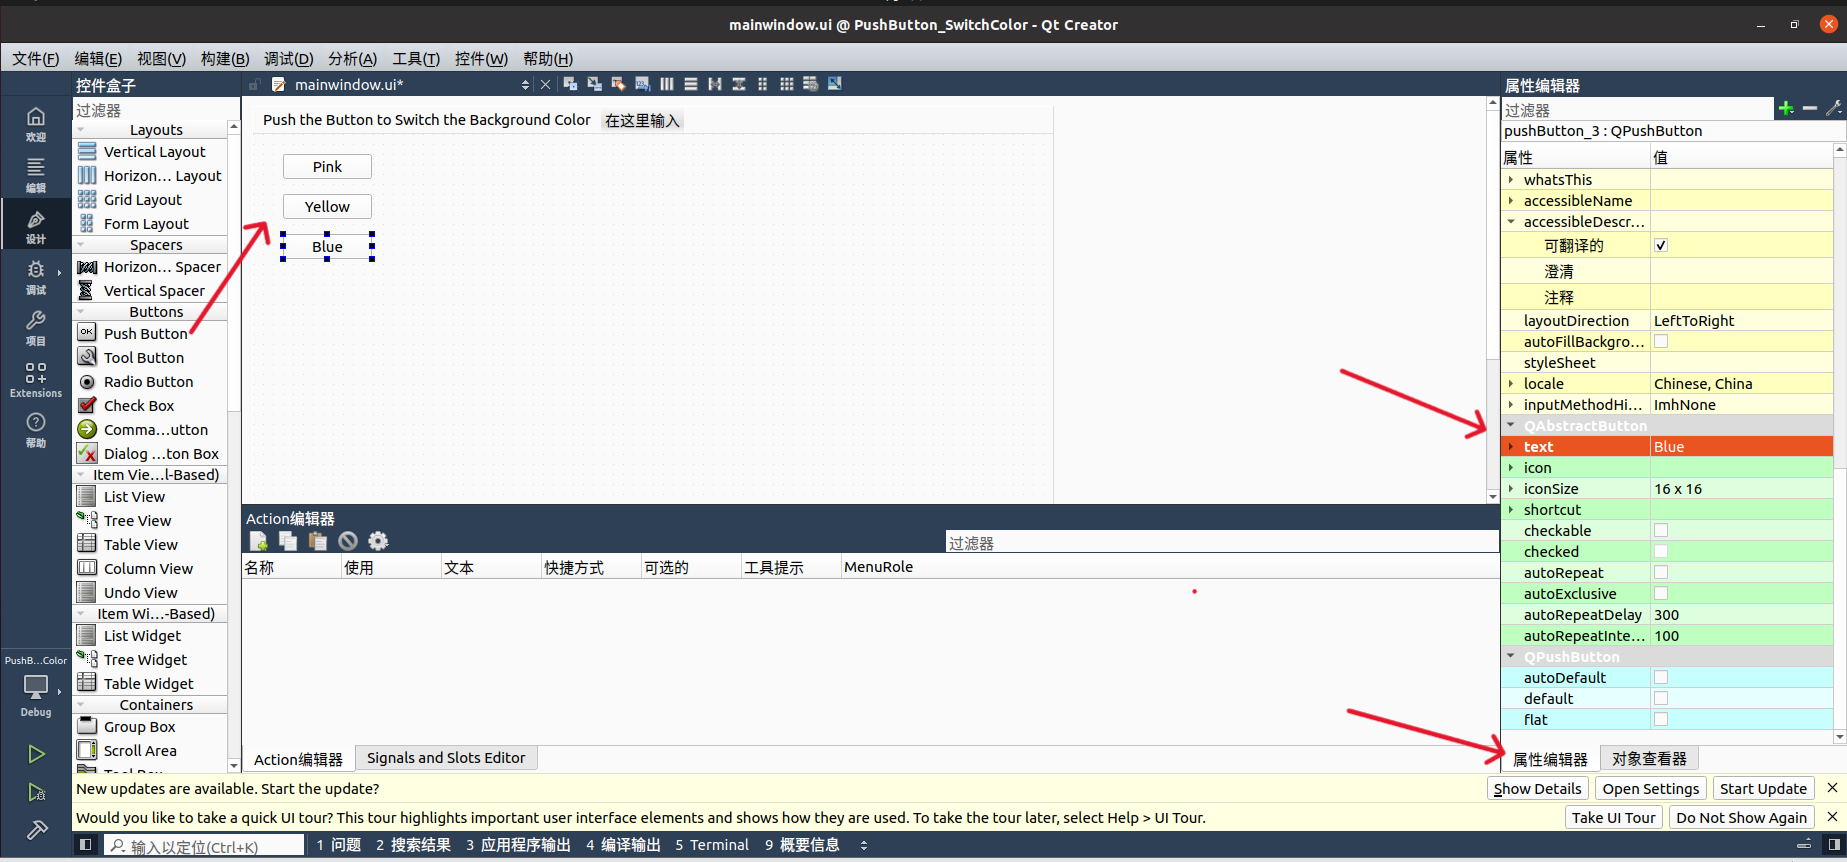 mainwindow.ui @ PushButton_SwitchColor - Qt Creator
文件(F) 编辑(E) 视图(V) 构建(B) 调试(D) 分析(A) 工具(T) 控件(W) 帮助(H)
欢迎
编辑
设计
调试
项目
Extensions
帮助
PushB...Color
Debug
控件盒子
过滤器
Layouts
Vertical Layout
Horizon... Layout
Grid Layout
Form Layout
Spacers
Horizon... Spacer
Vertical Spacer
Buttons
OK Push Button
Tool Button
Radio Button
Check Box
Comma...utton
Dialog ...ton Box
Item Vie...l-Based)
List View
Tree View
Table View
Column View
Undo View
Item Wi...-Based)
List Widget
Tree Widget
Table Widget
Containers
Group Box
Scroll Area
mainwindow.ui*
Push the Button to Switch the Background Color 在这里输入
Pink
Yellow
Blue
Action编辑器
过滤器
名称 使用 文本 快捷方式 可选的 工具提示 MenuRole
Action编辑器 Signals and Slots Editor
属性编辑器
过滤器
pushButton_3 : QPushButton
属性 值
whatsThis
accessibleName
accessibleDescr...
可翻译的
澄清
注释
layoutDirection LeftToRight
autoFillBackgro...
styleSheet
locale Chinese, China
inputMethodHi... ImhNone
QAbstractButton
text Blue
icon
iconSize 16 x 16
shortcut
checkable
checked
autoRepeat
autoExclusive
autoRepeatDelay 300
autoRepeatInte... 100
QPushButton
autoDefault
default
flat
属性编辑器 对象查看器
New updates are available. Start the update? Show Details Open Settings Start Update
Would you like to take a quick UI tour? This tour highlights important user interface elements and shows how they are used. To take the tour later, select Help > UI Tour. Take UI Tour Do Not Show Again
输入以定位(Ctrl+K) 1 问题 2 搜索结果 3 应用程序输出 4 编译输出 5 Terminal 9 概要信息